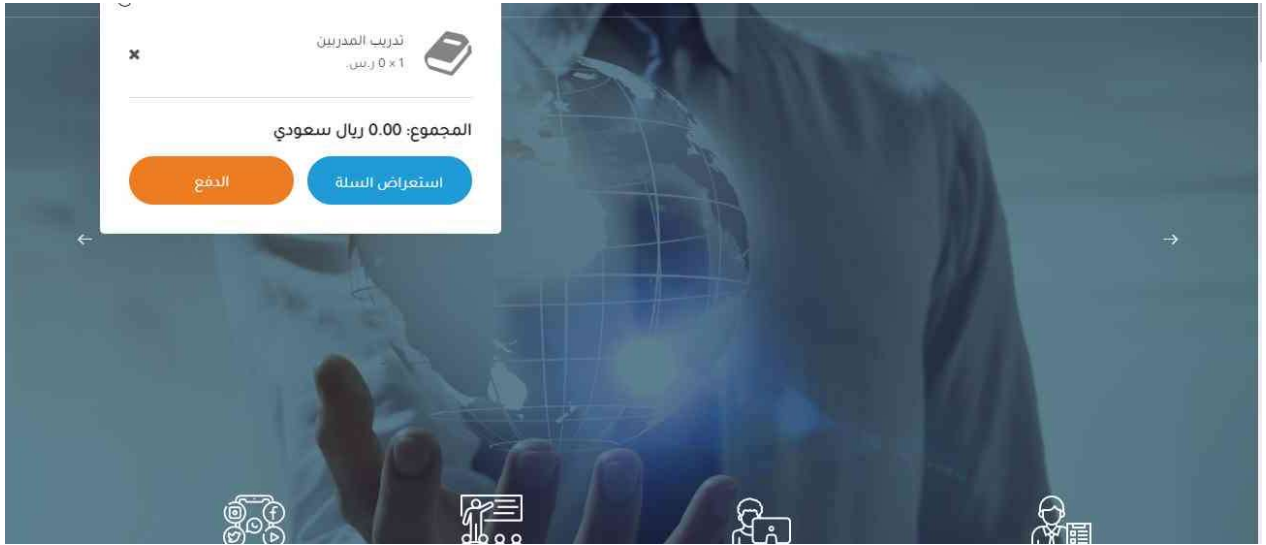 تدريب المدربين
1 × 0 ر.س.
المجموع: 0.00 ريال سعودي
استعراض السلة
الدفع